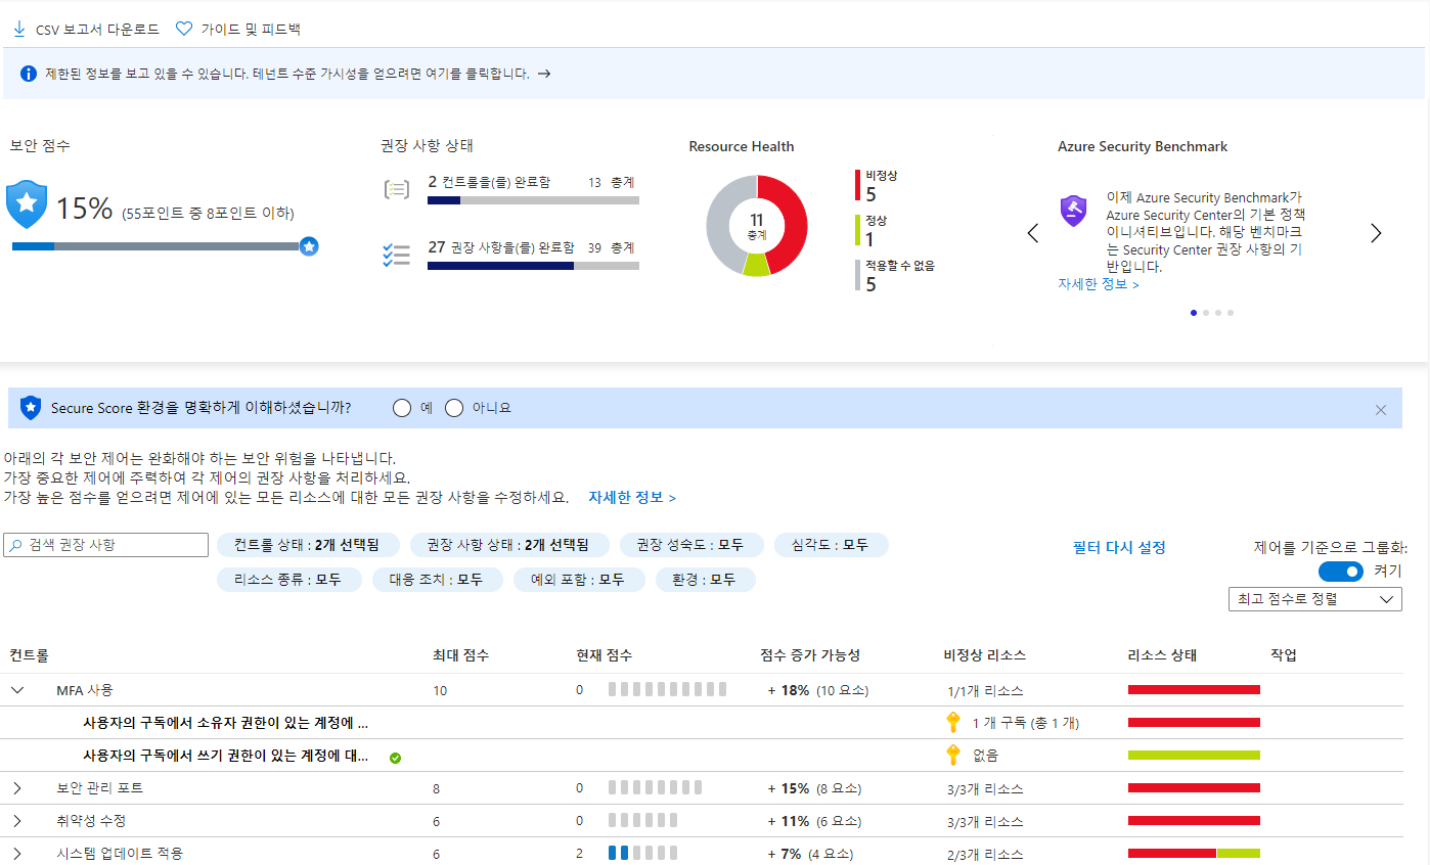 CSV 보고서 다운로드 가이드 및 피드백
제한된 정보를 보고 있을 수 있습니다. 테넌트 수준 가시성을 얻으려면 여기를 클릭합니다. →
보안 점수
15% (55포인트 중 8포인트 이하)
권장 사항 상태
2 컨트롤을(를) 완료함 13 총계
27 권장 사항을(를) 완료함 39 총계
Resource Health
11
총계
비정상
5
정상
1
적용할 수 없음
5
Azure Security Benchmark
이제 Azure Security Benchmark가
Azure Security Center의 기본 정책
이니셔티브입니다. 해당 벤치마크
는 Security Center 권장 사항의 기
반입니다.
자세한 정보 >
Secure Score 환경을 명확하게 이해하셨습니까? 예 아니요
아래의 각 보안 제어는 완화해야 하는 보안 위험을 나타냅니다.
가장 중요한 제어에 주력하여 각 제어의 권장 사항을 처리하세요.
가장 높은 점수를 얻으려면 제어에 있는 모든 리소스에 대한 모든 권장 사항을 수정하세요. 자세한 정보 >
검색 권장 사항 컨트롤 상태 : 2개 선택됨 권장 사항 상태 : 2개 선택됨 권장 성숙도 : 모두 심각도 : 모두
리소스 종류 : 모두 대응 조치 : 모두 예외 포함 : 모두 환경 : 모두
필터 다시 설정 제어를 기준으로 그룹화:
켜기
최고 점수로 정렬
컨트롤 최대 점수 현재 점수 점수 증가 가능성 비정상 리소스 리소스 상태 작업
MFA 사용 10 0 + 18% (10 요소) 1/1개 리소스
사용자의 구독에서 소유자 권한이 있는 계정에 ... 1 개 구독 (총 1 개)
사용자의 구독에서 쓰기 권한이 있는 계정에 대... 없음
보안 관리 포트 8 0 + 15% (8 요소) 3/3개 리소스
취약성 수정 6 0 + 11% (6 요소) 3/3개 리소스
시스템 업데이트 적용 6 2 + 7% (4 요소) 2/3개 리소스